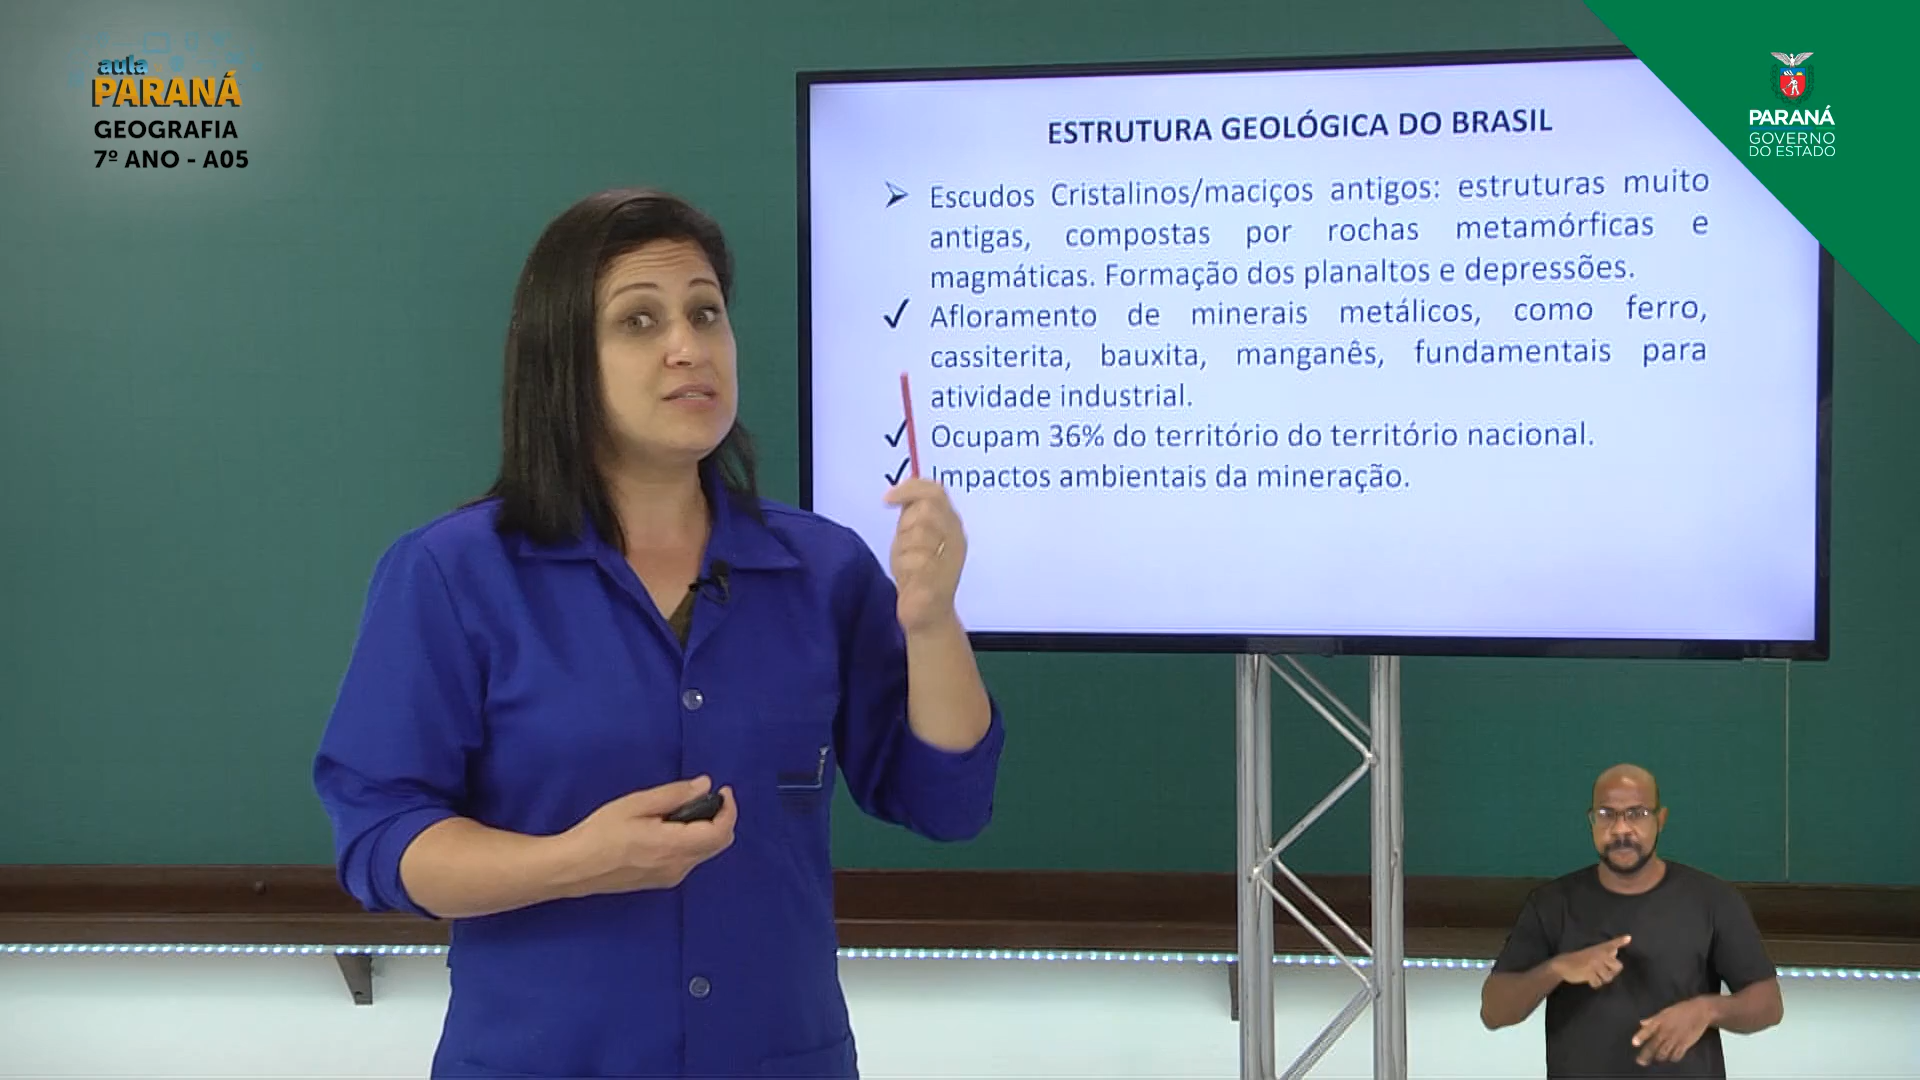 aula
PARANÁ
GEOGRAFIA
7º ANO - A05
PARANÁ
GOVERNO
DO ESTADO
ESTRUTURA GEOLÓGICA DO BRASIL
➢ Escudos Cristalinos/maciços antigos: estruturas muito
antigas, compostas por rochas metamórficas e
magmáticas. Formação dos planaltos e depressões.
✓ Afloramento de minerais metálicos, como ferro,
cassiterita, bauxita, manganês, fundamentais para
atividade industrial.
✓ Ocupam 36% do território do território nacional.
✓ Impactos ambientais da mineração.